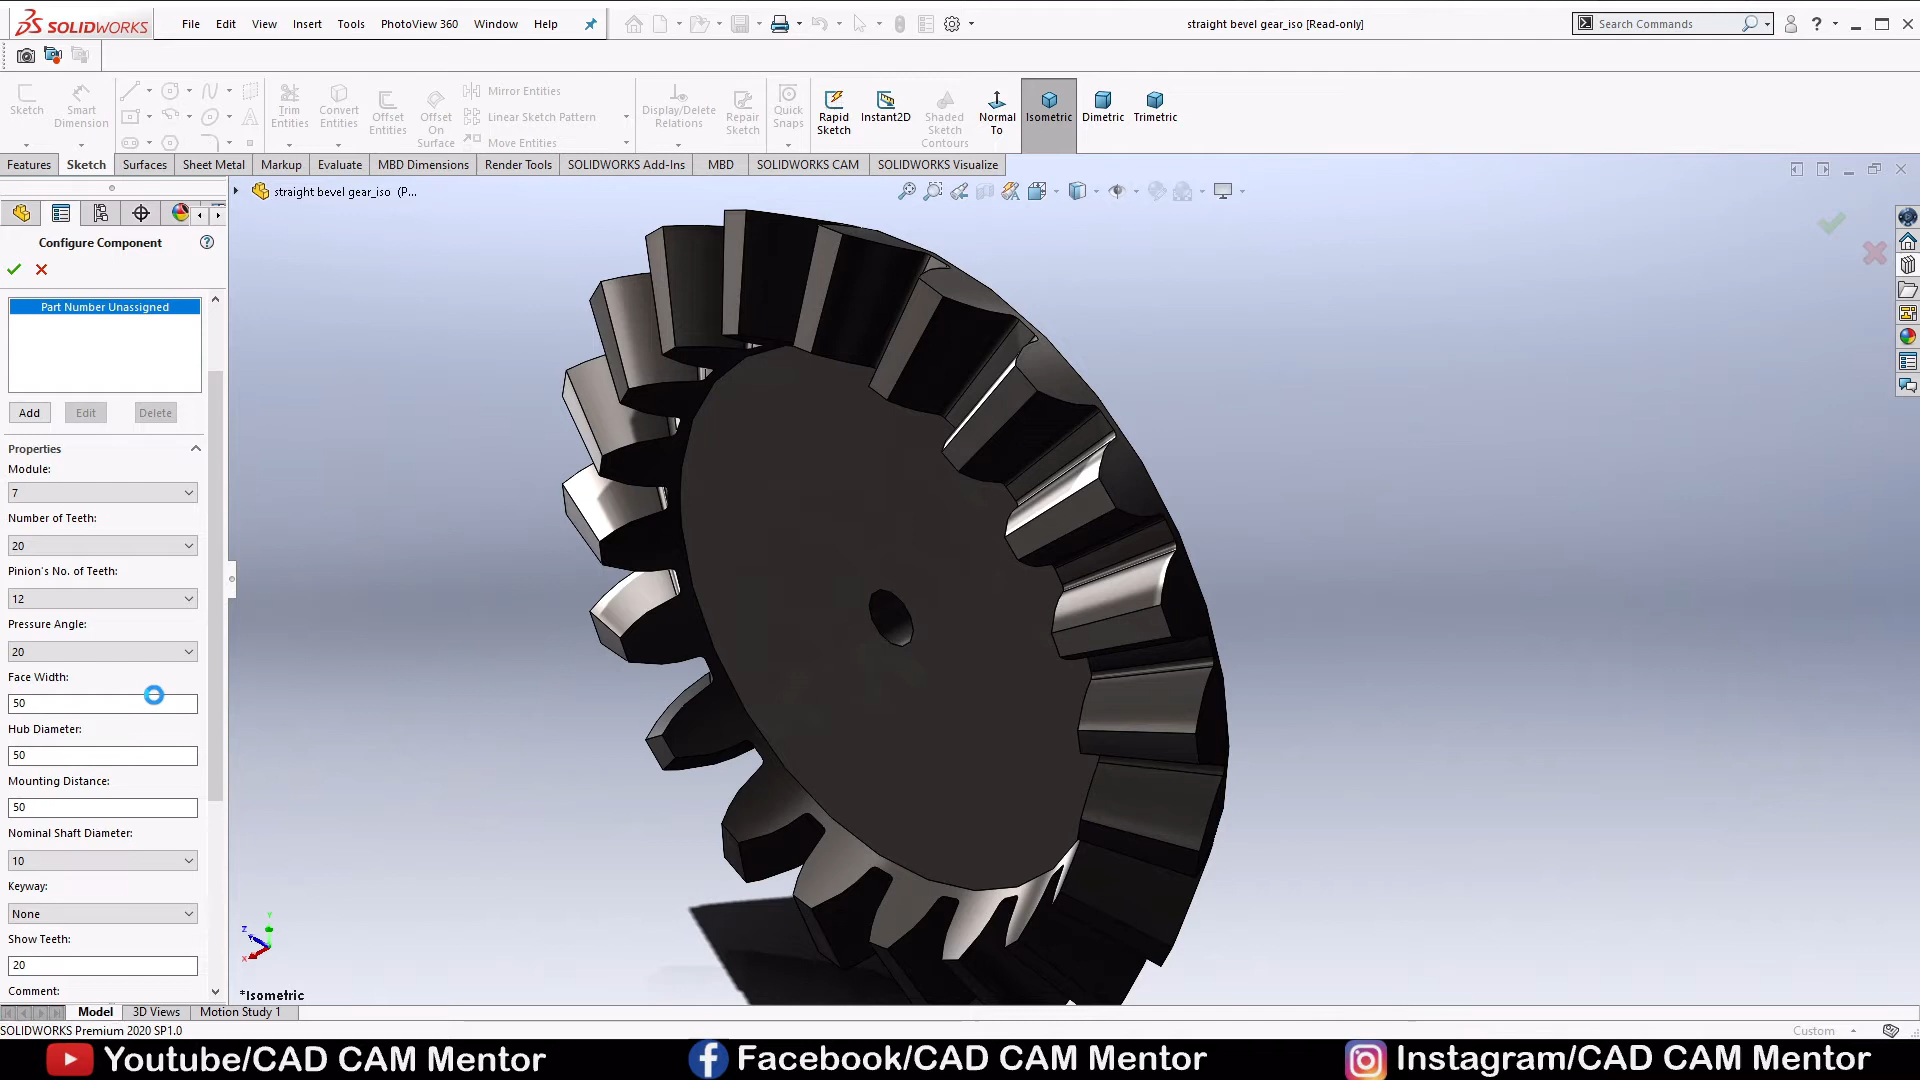 SOLIDWORKS
File Edit View Insert Tools PhotoView 360 Window Help
straight bevel gear_iso [Read-only]
Search Commands
?
Sketch
Smart Dimension
Trim Entities
Convert Entities
Offset Entities
Offset On Surface
Mirror Entities
Linear Sketch Pattern
Move Entities
Display/Delete Relations
Repair Sketch
Quick Snaps
Rapid Sketch
Instant2D
Shaded Sketch Contours
Normal To
Isometric
Dimetric
Trimetric
Features Sketch Surfaces Sheet Metal Markup Evaluate MBD Dimensions Render Tools SOLIDWORKS Add-Ins MBD SOLIDWORKS CAM SOLIDWORKS Visualize
straight bevel gear_iso (P...
Configure Component
?
Part Number Unassigned
Add Edit Delete
Properties
Module:
7
Number of Teeth:
20
Pinion's No. of Teeth:
12
Pressure Angle:
20
Face Width:
50
Hub Diameter:
50
Mounting Distance:
50
Nominal Shaft Diameter:
10
Keyway:
None
Show Teeth:
20
Comment:
Y
Z
X
*Isometric
Model 3D Views Motion Study 1
SOLIDWORKS Premium 2020 SP1.0
Custom
Youtube/CAD CAM Mentor
Facebook/CAD CAM Mentor
Instagram/CAD CAM Mentor